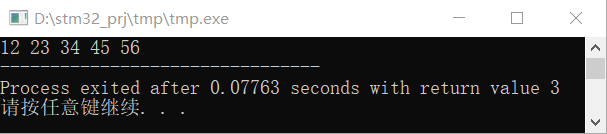 D:\stm32_prj\tmp\tmp.exe
12 23 34 45 56
--------------------------------
Process exited after 0.07763 seconds with return value 3
请按任意键继续. . .